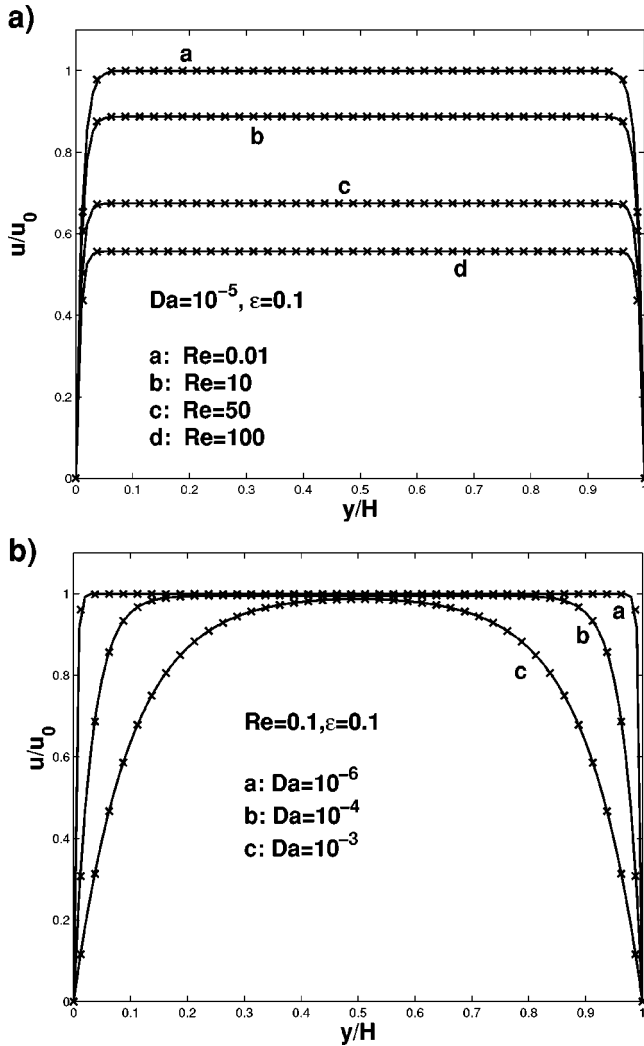 a)
1
0.8
0.6
0.4
0.2
0
u/u0
a
b
c
d
Da=10⁻⁵, ε=0.1
a: Re=0.01
b: Re=10
c: Re=50
d: Re=100
0 0.1 0.2 0.3 0.4 0.5 0.6 0.7 0.8 0.9 1
y/H
b)
1
0.8
0.6
0.4
0.2
0
u/u0
a
b
c
Re=0.1,ε=0.1
a: Da=10⁻⁶
b: Da=10⁻⁴
c: Da=10⁻³
0 0.1 0.2 0.3 0.4 0.5 0.6 0.7 0.8 0.9 1
y/H